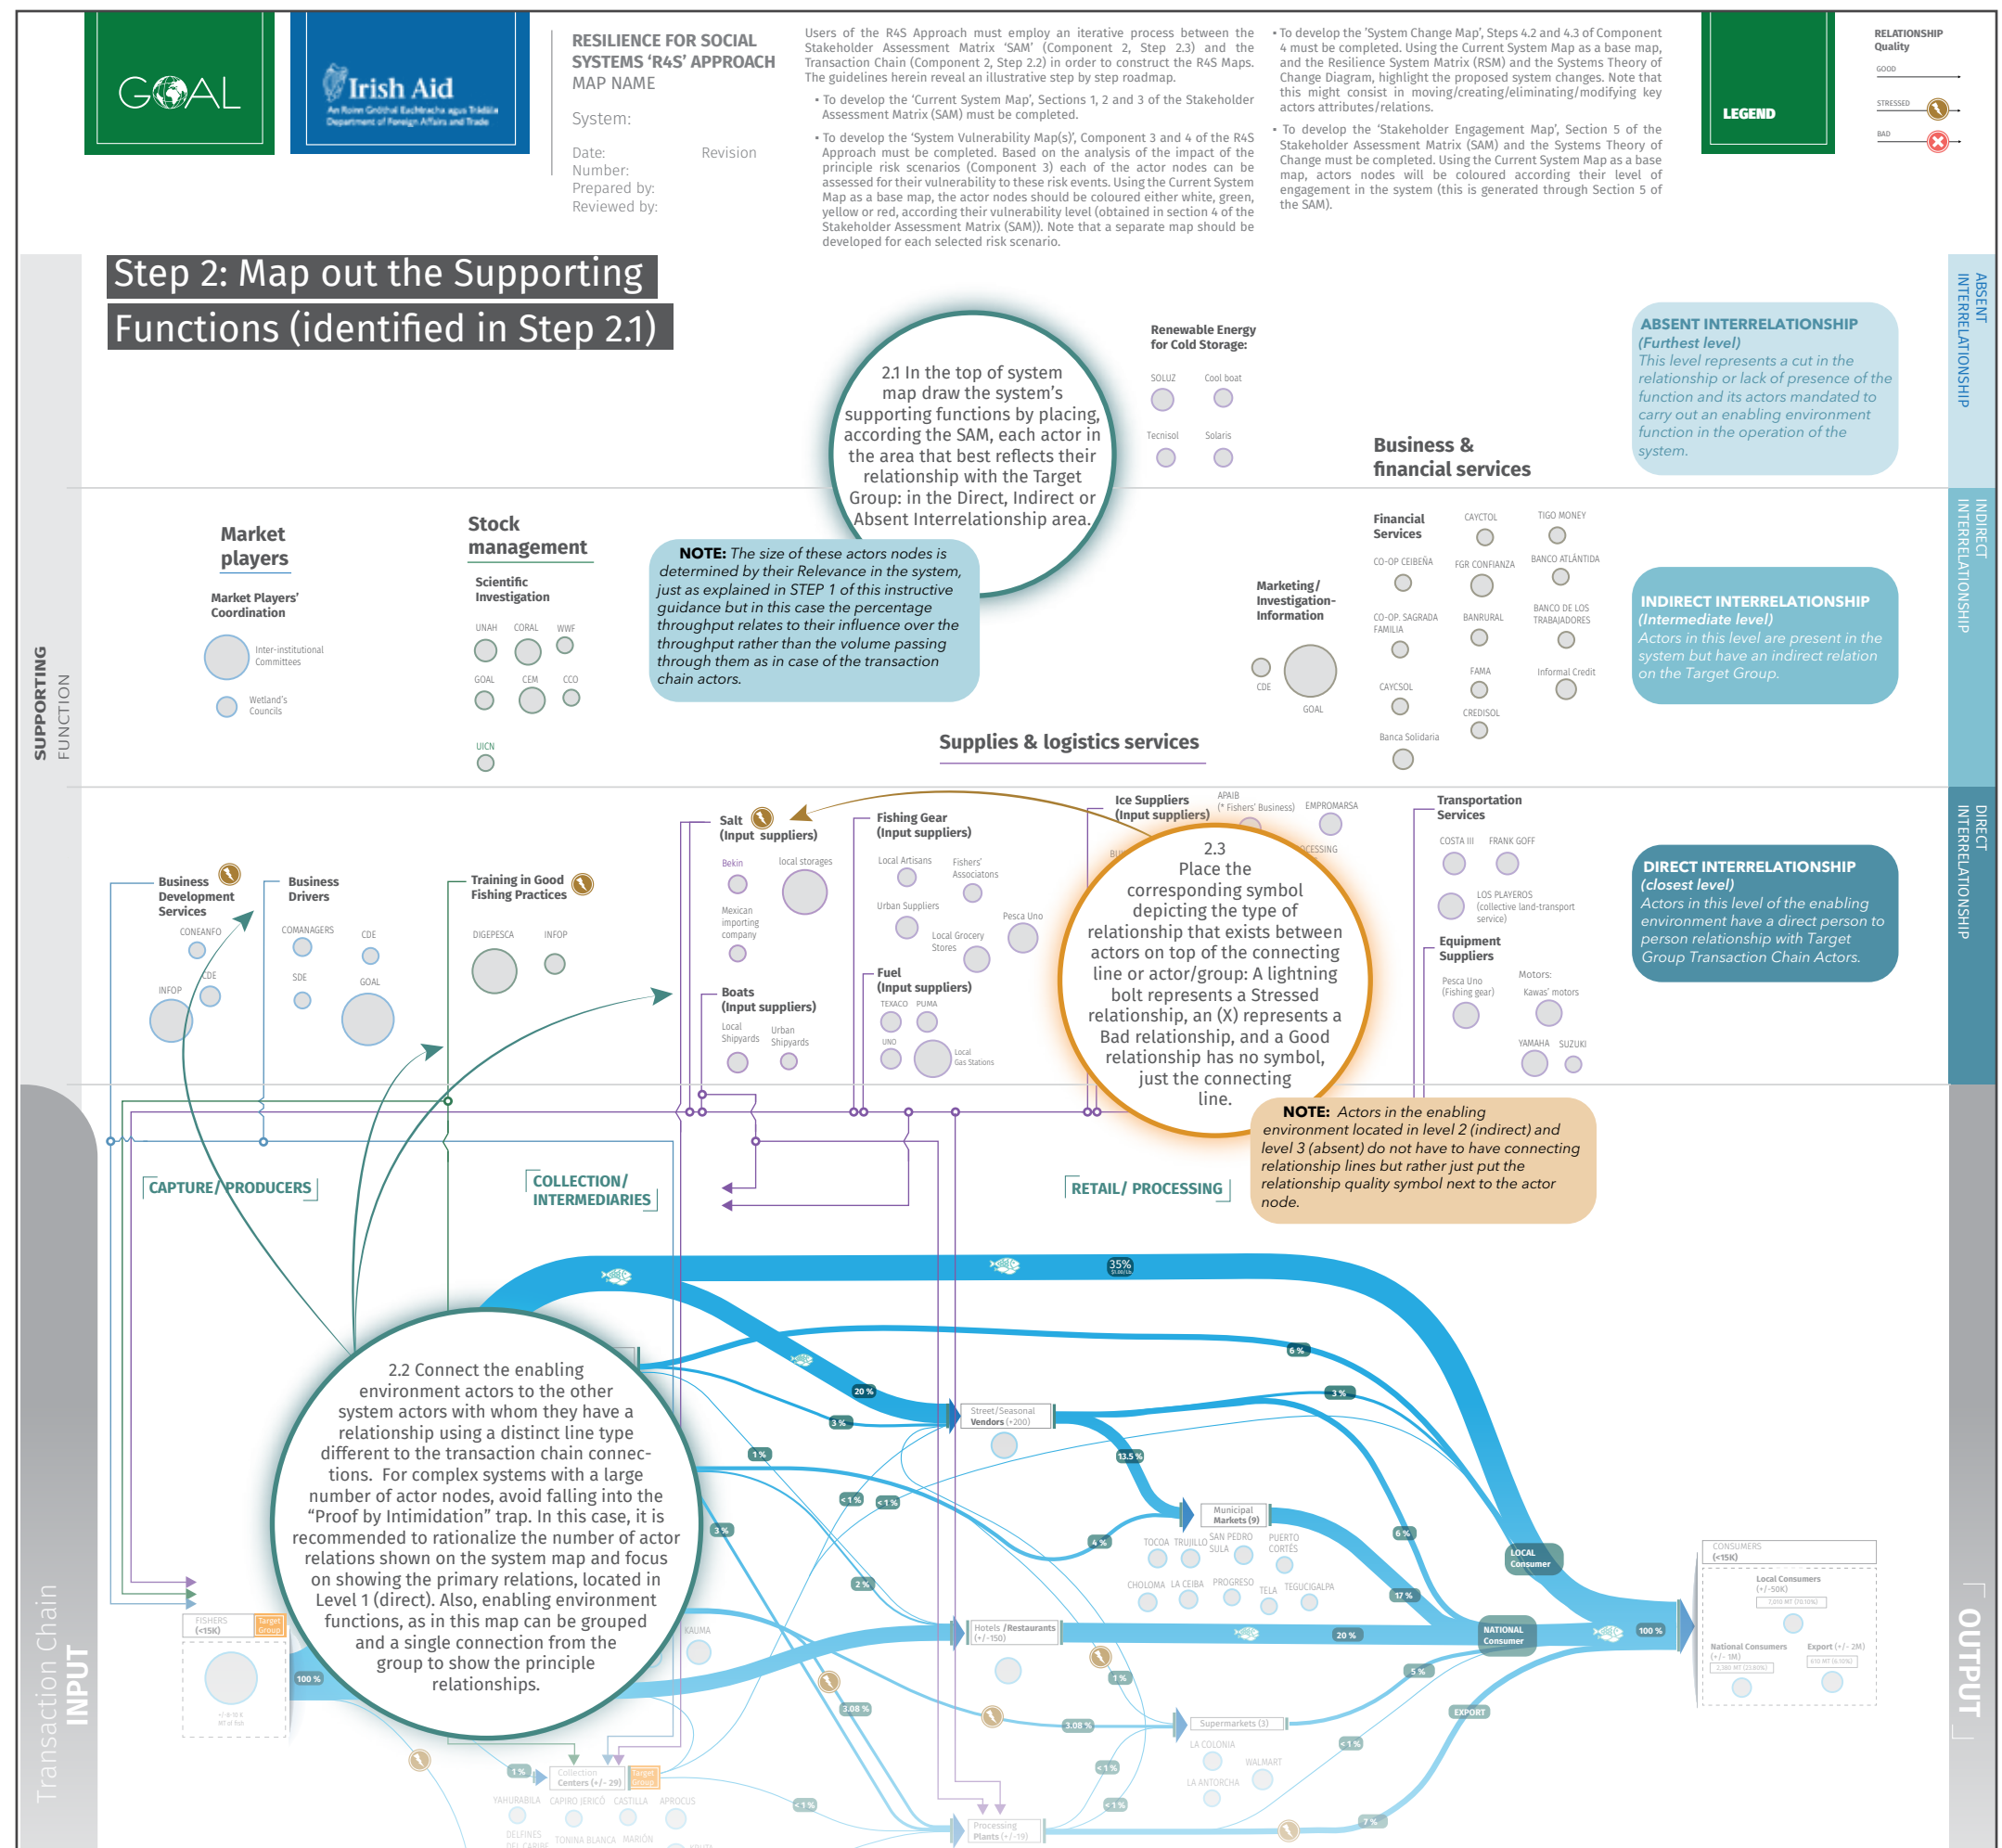 GOAL
Irish Aid
An Roinn Gnóthaí Eachtracha agus Trádála
Department of Foreign Affairs and Trade
RESILIENCE FOR SOCIAL
SYSTEMS ‘R4S’ APPROACH
MAP NAME
System:
Date: Revision
Number:
Prepared by:
Reviewed by:
Users of the R4S Approach must employ an iterative process between the
Stakeholder Assessment Matrix ‘SAM’ (Component 2, Step 2.3) and the
Transaction Chain (Component 2, Step 2.2) in order to construct the R4S Maps.
The guidelines herein reveal an illustrative step by step roadmap.
• To develop the ‘Current System Map’, Sections 1, 2 and 3 of the Stakeholder
Assessment Matrix (SAM) must be completed.
• To develop the ‘System Vulnerability Map(s)’, Component 3 and 4 of the R4S
Approach must be completed. Based on the analysis of the impact of the
principle risk scenarios (Component 3) each of the actor nodes can be
assessed for their vulnerability to these risk events. Using the Current System
Map as a base map, the actor nodes should be coloured either white, green,
yellow or red, according their vulnerability level (obtained in section 4 of the
Stakeholder Assessment Matrix (SAM)). Note that a separate map should be
developed for each selected risk scenario.
• To develop the ‘System Change Map’, Steps 4.2 and 4.3 of Component
4 must be completed. Using the Current System Map as a base map,
and the Resilience System Matrix (RSM) and the Systems Theory of
Change Diagram, highlight the proposed system changes. Note that
this might consist in moving/creating/eliminating/modifying key
actors attributes/relations.
• To develop the ‘Stakeholder Engagement Map’, Section 5 of the
Stakeholder Assessment Matrix (SAM) and the Systems Theory of
Change must be completed. Using the Current System Map as a base
map, actors nodes will be coloured according their level of
engagement in the system (this is generated through Section 5 of
the SAM).
LEGEND
RELATIONSHIP
Quality
GOOD
STRESSED
BAD
Step 2: Map out the Supporting
Functions (identified in Step 2.1)
2.1 In the top of system
map draw the system’s
supporting functions by placing,
according the SAM, each actor in
the area that best reflects their
relationship with the Target
Group: in the Direct, Indirect or
Absent Interrelationship area.
Renewable Energy
for Cold Storage:
SOLUZ
Cool boat
Tecnisol
Solaris
ABSENT INTERRELATIONSHIP
(Furthest level)
This level represents a cut in the
relationship or lack of presence of the
function and its actors mandated to
carry out an enabling environment
function in the operation of the
system.
ABSENT
INTERRELATIONSHIP
SUPPORTING
FUNCTION
Market
players
Market Players’
Coordination
Inter-institutional
Committees
Wetland’s
Councils
Stock
management
Scientific
Investigation
UNAH
CORAL
WWF
GOAL
CEM
CCO
UICN
NOTE: The size of these actors nodes is
determined by their Relevance in the system,
just as explained in STEP 1 of this instructive
guidance but in this case the percentage
throughput relates to their influence over the
throughput rather than the volume passing
through them as in case of the transaction
chain actors.
Business &
financial services
Marketing/
Investigation-
Information
CDE
GOAL
Financial
Services
CAYCTOL
TIGO MONEY
CO-OP CEIBEÑA
FGR CONFIANZA
BANCO ATLÁNTIDA
CO-OP. SAGRADA
FAMILIA
BANRURAL
BANCO DE LOS
TRABAJADORES
FAMA
Informal Credit
CAYCSOL
CREDISOL
Banca Solidaria
INDIRECT INTERRELATIONSHIP
(Intermediate level)
Actors in this level are present in the
system but have an indirect relation
on the Target Group.
INDIRECT
INTERRELATIONSHIP
Supplies & logistics services
Business
Development
Services
CONEANFO
CDE
INFOP
Business
Drivers
COMANAGERS
CDE
SDE
GOAL
Training in Good
Fishing Practices
DIGEPESCA
INFOP
Salt
(Input suppliers)
Bekin
local storages
Mexican
importing
company
Boats
(Input suppliers)
Local
Shipyards
Urban
Shipyards
Fishing Gear
(Input suppliers)
Local Artisans
Fishers’
Associatons
Urban Suppliers
Pesca Uno
Local Grocery
Stores
Fuel
(Input suppliers)
TEXACO
PUMA
UNO
Local
Gas Stations
Ice Suppliers
(Input suppliers)
APAIB
(* Fishers’ Business)
EMPROMARSA
2.3
Place the
corresponding symbol
depicting the type of
relationship that exists between
actors on top of the connecting
line or actor/group: A lightning
bolt represents a Stressed
relationship, an (X) represents a
Bad relationship, and a Good
relationship has no symbol,
just the connecting
line.
Transportation
Services
COSTA III
FRANK GOFF
LOS PLAYEROS
(collective land-transport
service)
Equipment
Suppliers
Pesca Uno
(Fishing gear)
Motors:
Kawas’ motors
YAMAHA
SUZUKI
DIRECT INTERRELATIONSHIP
(closest level)
Actors in this level of the enabling
environment have a direct person to
person relationship with Target
Group Transaction Chain Actors.
DIRECT
INTERRELATIONSHIP
NOTE: Actors in the enabling
environment located in level 2 (indirect) and
level 3 (absent) do not have to have connecting
relationship lines but rather just put the
relationship quality symbol next to the actor
node.
CAPTURE/ PRODUCERS
COLLECTION/
INTERMEDIARIES
RETAIL/ PROCESSING
2.2 Connect the enabling
environment actors to the other
system actors with whom they have a
relationship using a distinct line type
different to the transaction chain connec-
tions. For complex systems with a large
number of actor nodes, avoid falling into the
“Proof by Intimidation” trap. In this case, it is
recommended to rationalize the number of actor
relations shown on the system map and focus
on showing the primary relations, located in
Level 1 (direct). Also, enabling environment
functions, as in this map can be grouped
and a single connection from the
group to show the principle
relationships.
Transaction Chain
INPUT
FISHERS
(<15K)
Target
Group
MT of fish
100 %
35%
6 %
20 %
3 %
3 %
1 %
<1 %
<1 %
13.5 %
3 %
4 %
2 %
6 %
17 %
20 %
1 %
5 %
3.08 %
3.08 %
<1 %
<1 %
<1 %
<1 %
1 %
7 %
EXPORT
100 %
Street/Seasonal
Vendors (+200)
Municipal
Markets (9)
TOCOA
TRUJILLO
SAN PEDRO
SULA
PUERTO
CORTÉS
CHOLOMA
LA CEIBA
PROGRESO
TELA
TEGUCIGALPA
LOCAL
Consumer
NATIONAL
Consumer
Hotels /Restaurants
(+/-150)
KAUMA
Supermarkets (3)
LA COLONIA
WALMART
LA ANTORCHA
Processing
Plants (+/-19)
Collection
Centers (+/- 29)
Target
Group
YAHURABILA
CAPIRO JERICÓ
CASTILLA
APROCUS
DELFINES
DEL CARIBE
TONINA BLANCA
MARIÓN
CONSUMERS
(<15K)
Local Consumers
(+/-50K)
7,010 MT (70.10%)
National Consumers
(+/- 1M)
2,380 MT (23.80%)
Export (+/- 2M)
610 MT (6.10%)
OUTPUT